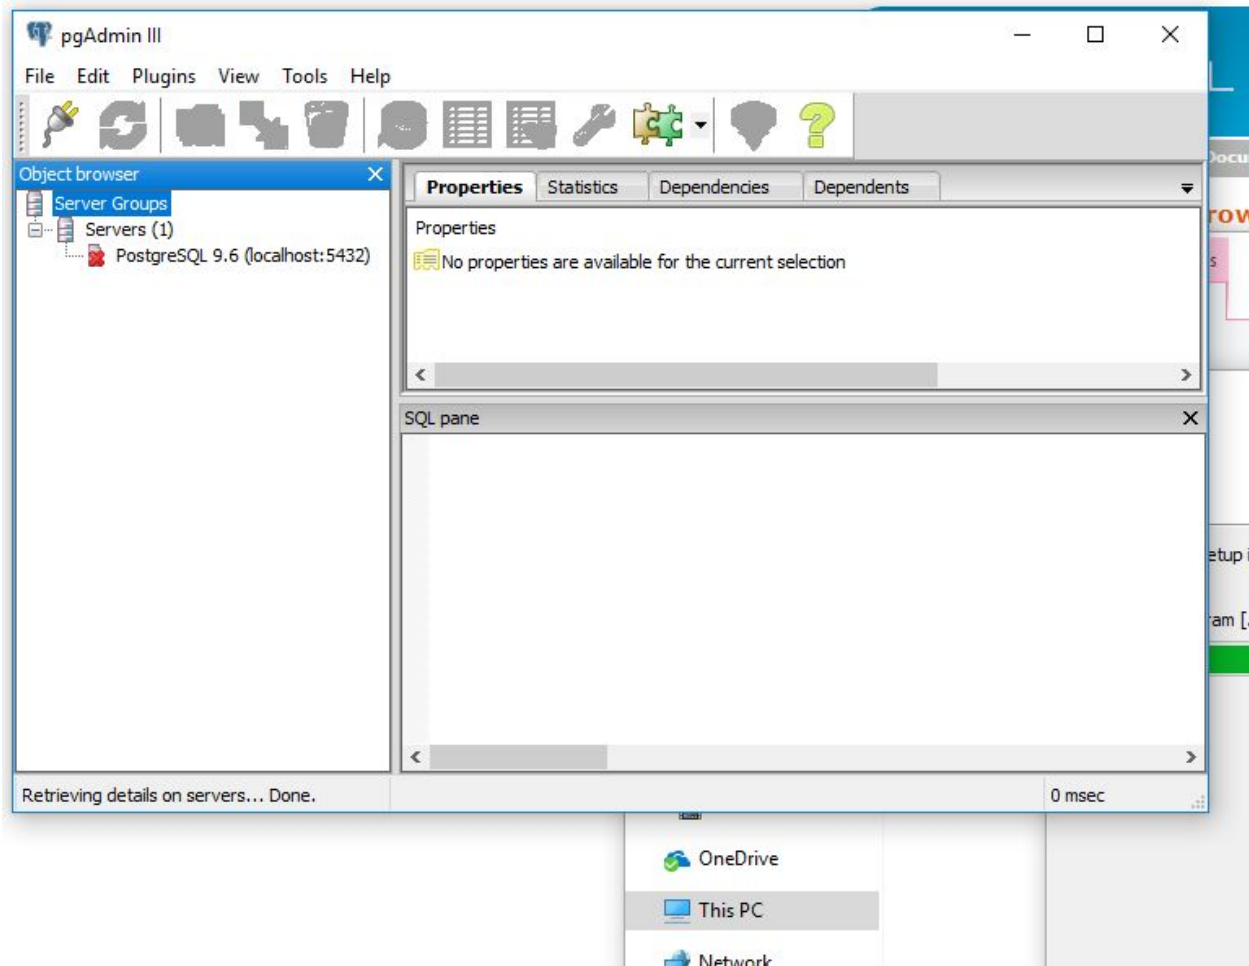 pgAdmin III
File Edit Plugins View Tools Help
Object browser
Server Groups
Servers (1)
PostgreSQL 9.6 (localhost:5432)
Properties Statistics Dependencies Dependents
Properties
No properties are available for the current selection
SQL pane
Retrieving details on servers... Done.
0 msec
OneDrive
This PC
Network